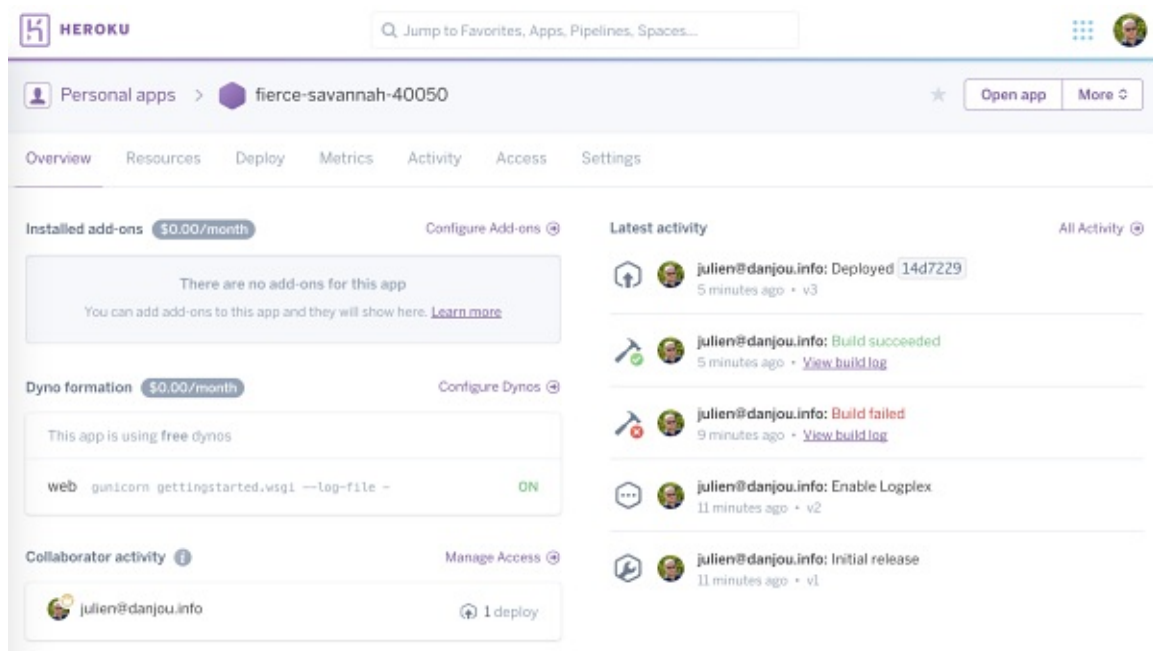 HEROKU
Jump to Favorites, Apps, Pipelines, Spaces...
Personal apps > fierce-savannah-40050
Open app
More
Overview Resources Deploy Metrics Activity Access Settings
Installed add-ons $0.00/month
Configure Add-ons
There are no add-ons for this app
You can add add-ons to this app and they will show here. Learn more
Dyno formation $0.00/month
Configure Dynos
This app is using free dynos
web gunicorn gettingstarted.wsgi --log-file -
ON
Collaborator activity
Manage Access
julien@danjou.info
1 deploy
Latest activity
All Activity
julien@danjou.info: Deployed 14d7229
5 minutes ago • v3
julien@danjou.info: Build succeeded
5 minutes ago • View build log
julien@danjou.info: Build failed
9 minutes ago • View build log
julien@danjou.info: Enable Logplex
11 minutes ago • v2
julien@danjou.info: Initial release
11 minutes ago • v1